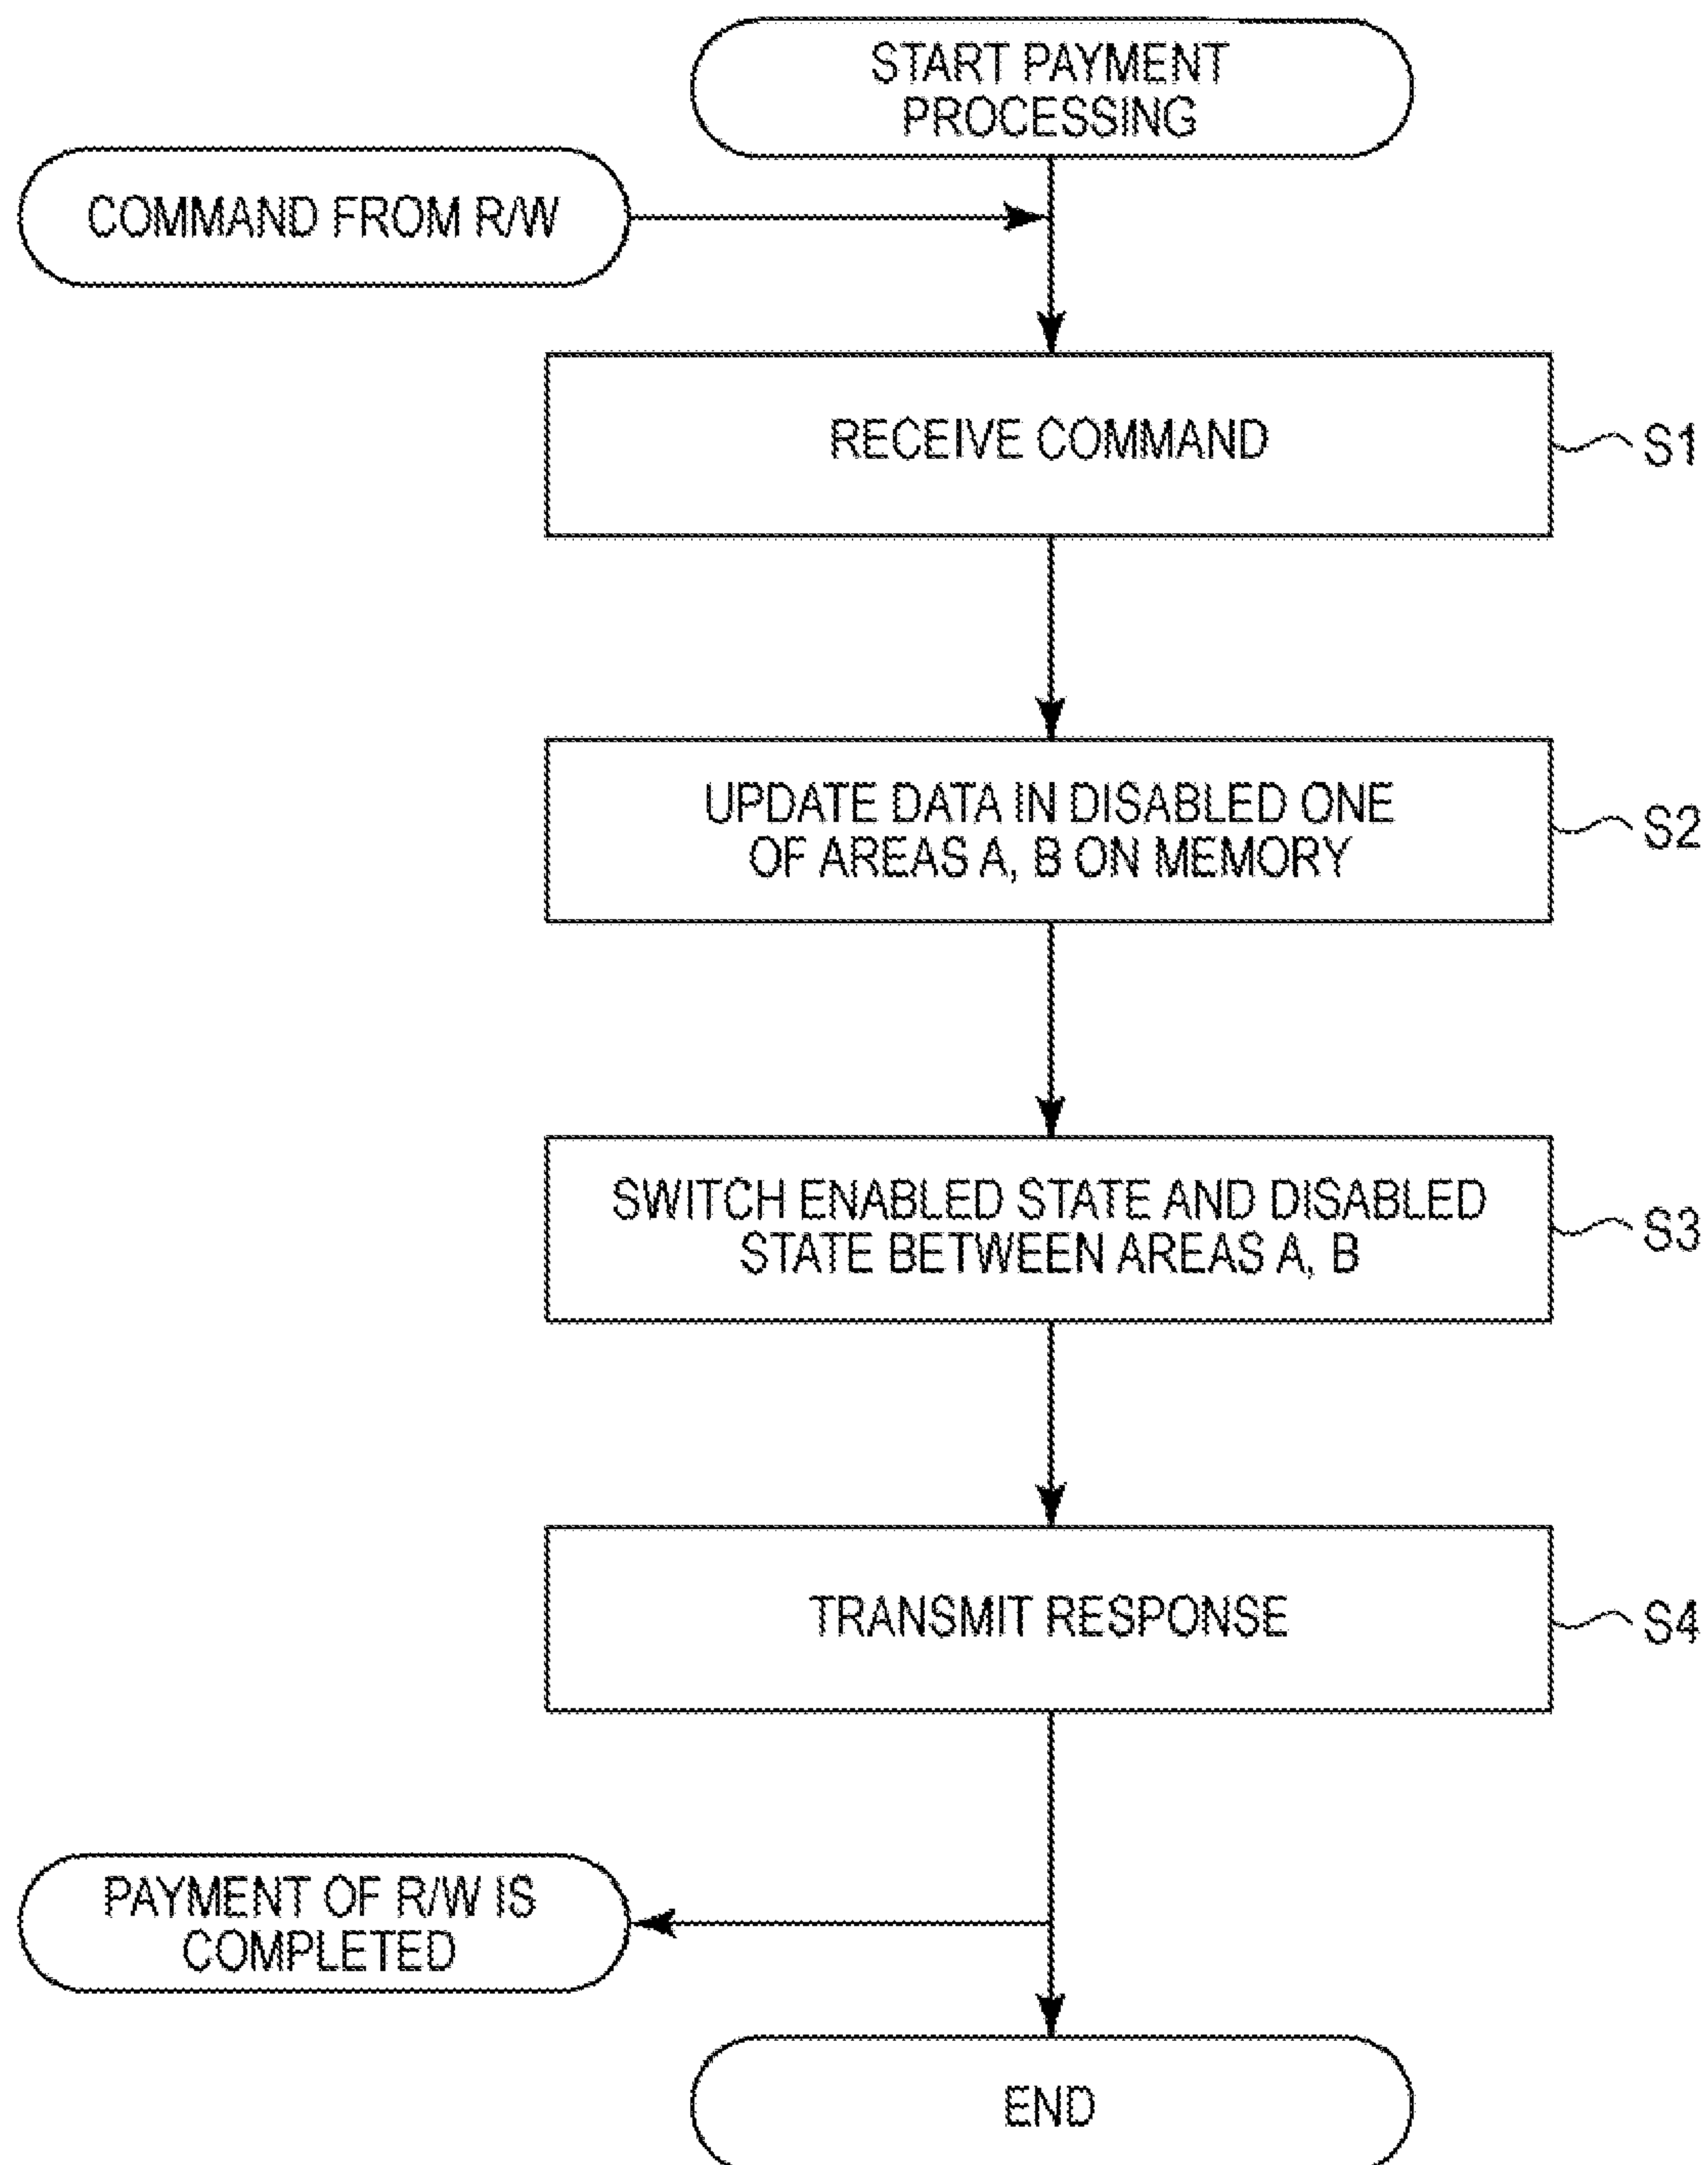 START PAYMENT
PROCESSING
COMMAND FROM R/W
RECEIVE COMMAND
S1
UPDATE DATA IN DISABLED ONE
OF AREAS A, B ON MEMORY
S2
SWITCH ENABLED STATE AND DISABLED
STATE BETWEEN AREAS A, B
S3
TRANSMIT RESPONSE
S4
PAYMENT OF R/W IS
COMPLETED
END